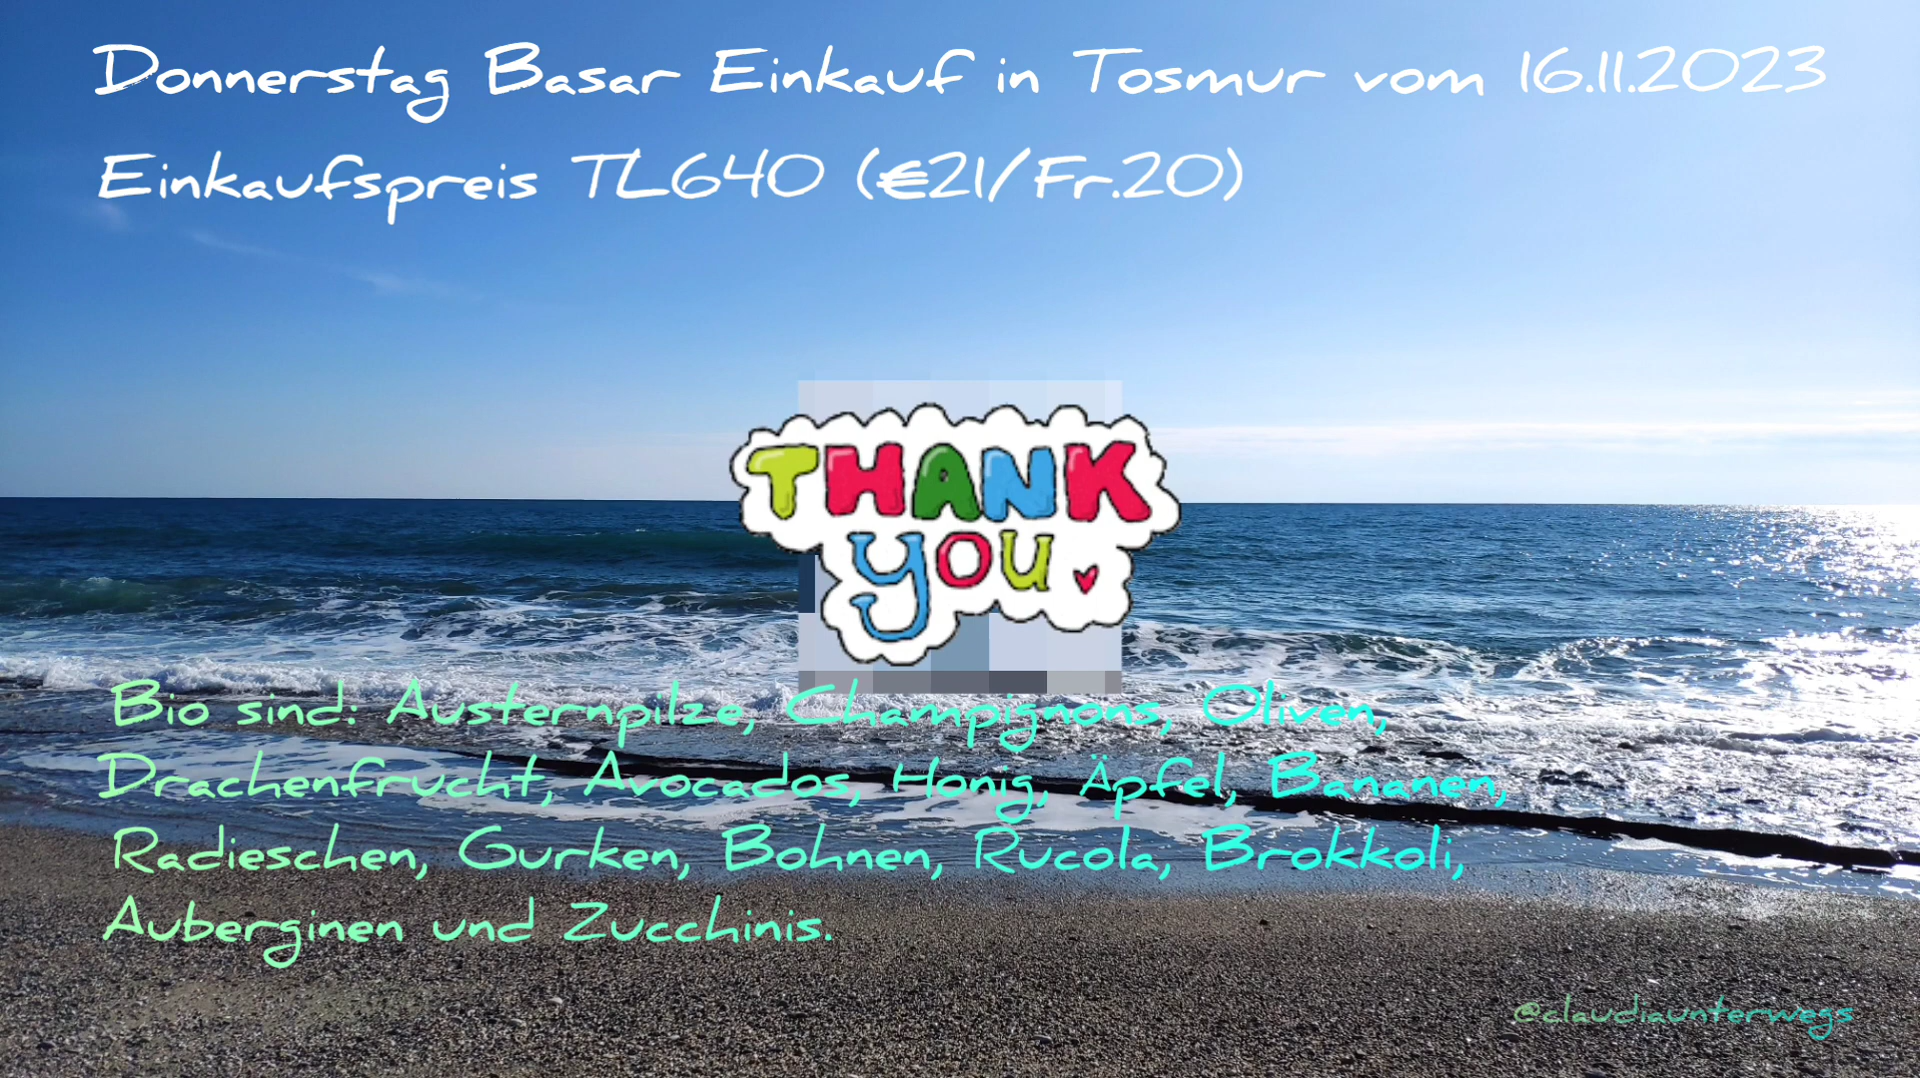 Donnerstag Basar Einkauf in Tosmur vom 16.11.2023
Einkaufspreis TL640 (€21/Fr.20)
THANK
YOU
Bio sind: Austernpilze, Champignons, Oliven,
Drachenfrucht, Avocados, Honig, Äpfel, Bananen,
Radieschen, Gurken, Bohnen, Rucola, Brokkoli,
Auberginen und Zucchinis.
@claudiaunterwegs